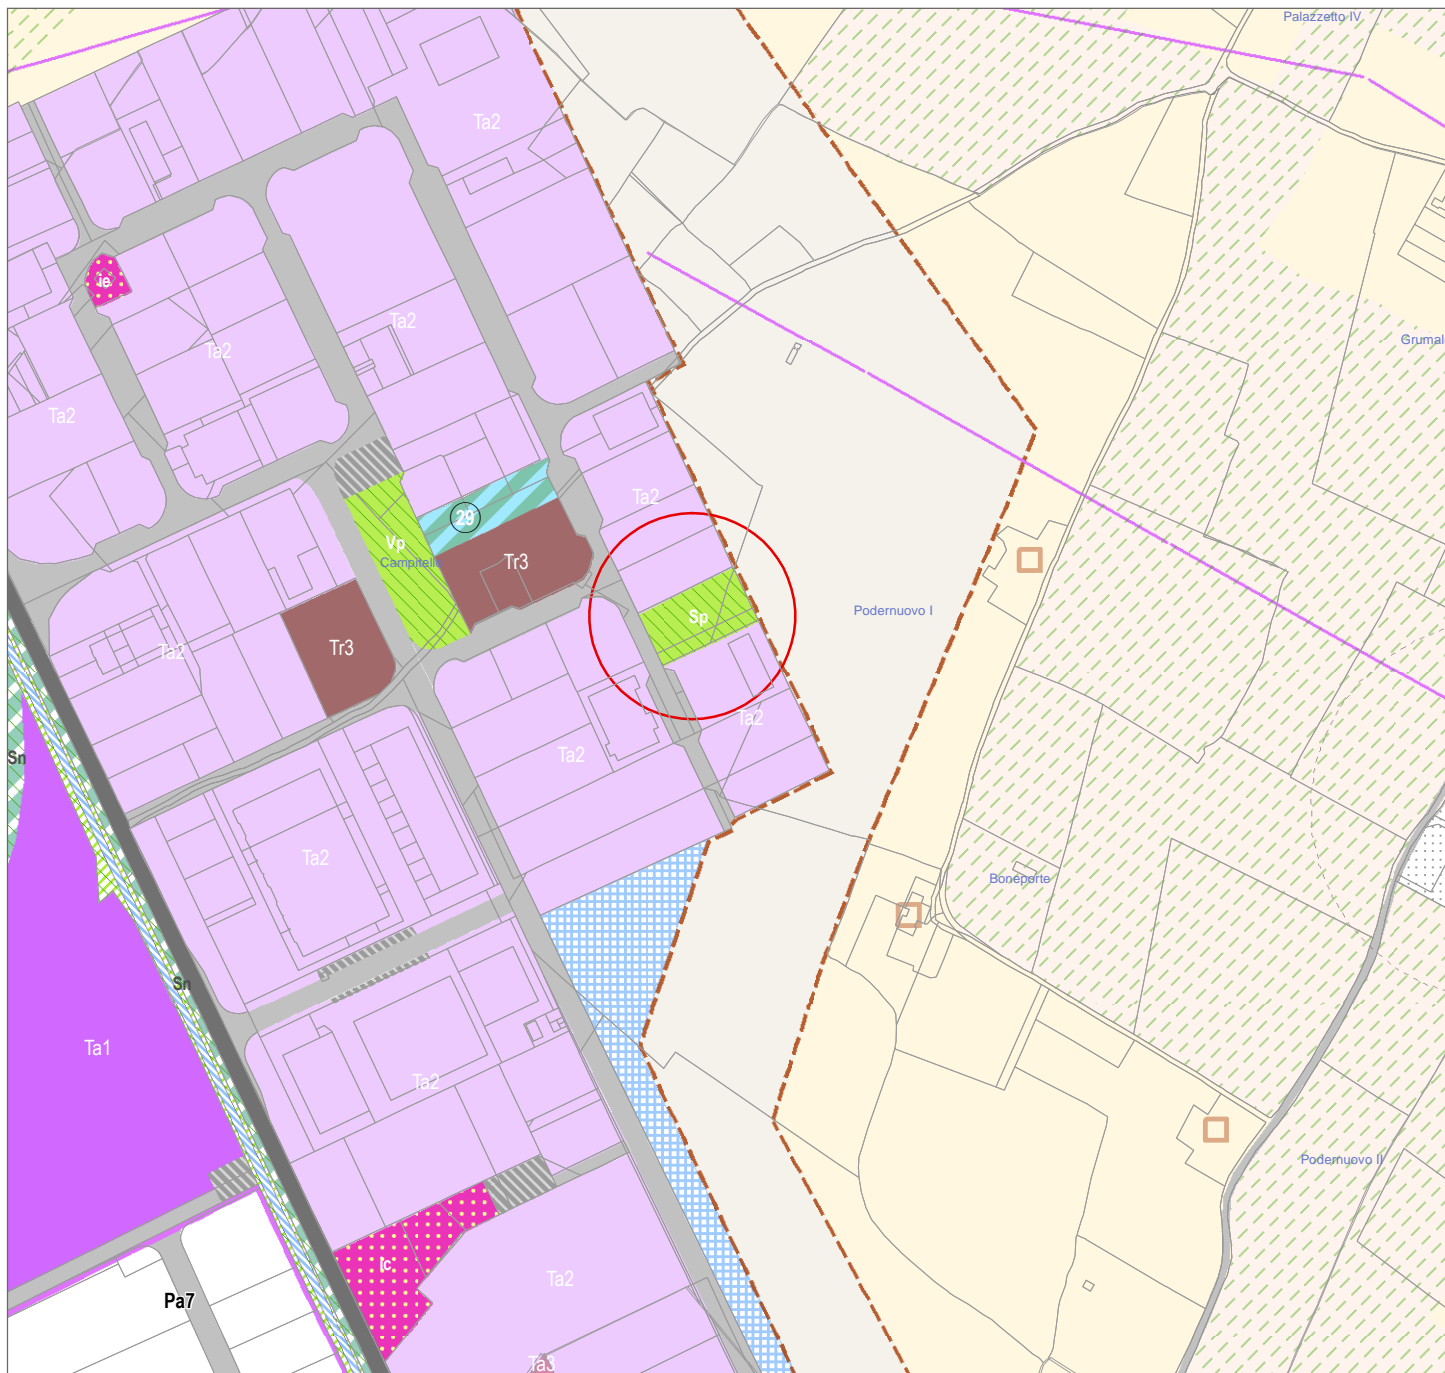 Palazzetto IV
Ta2
ie
Ta2
Ta2
Grumal
Ta2
Ta2
29
Vp
Campitello
Tr3
Podernuovo I
Sp
Tr3
Ta2
Ta2
Ta2
Sn
Ta2
Boneporte
Sn
Ta1
Ta2
Podernuovo II
Ic
Ta2
Pa7
Ta3